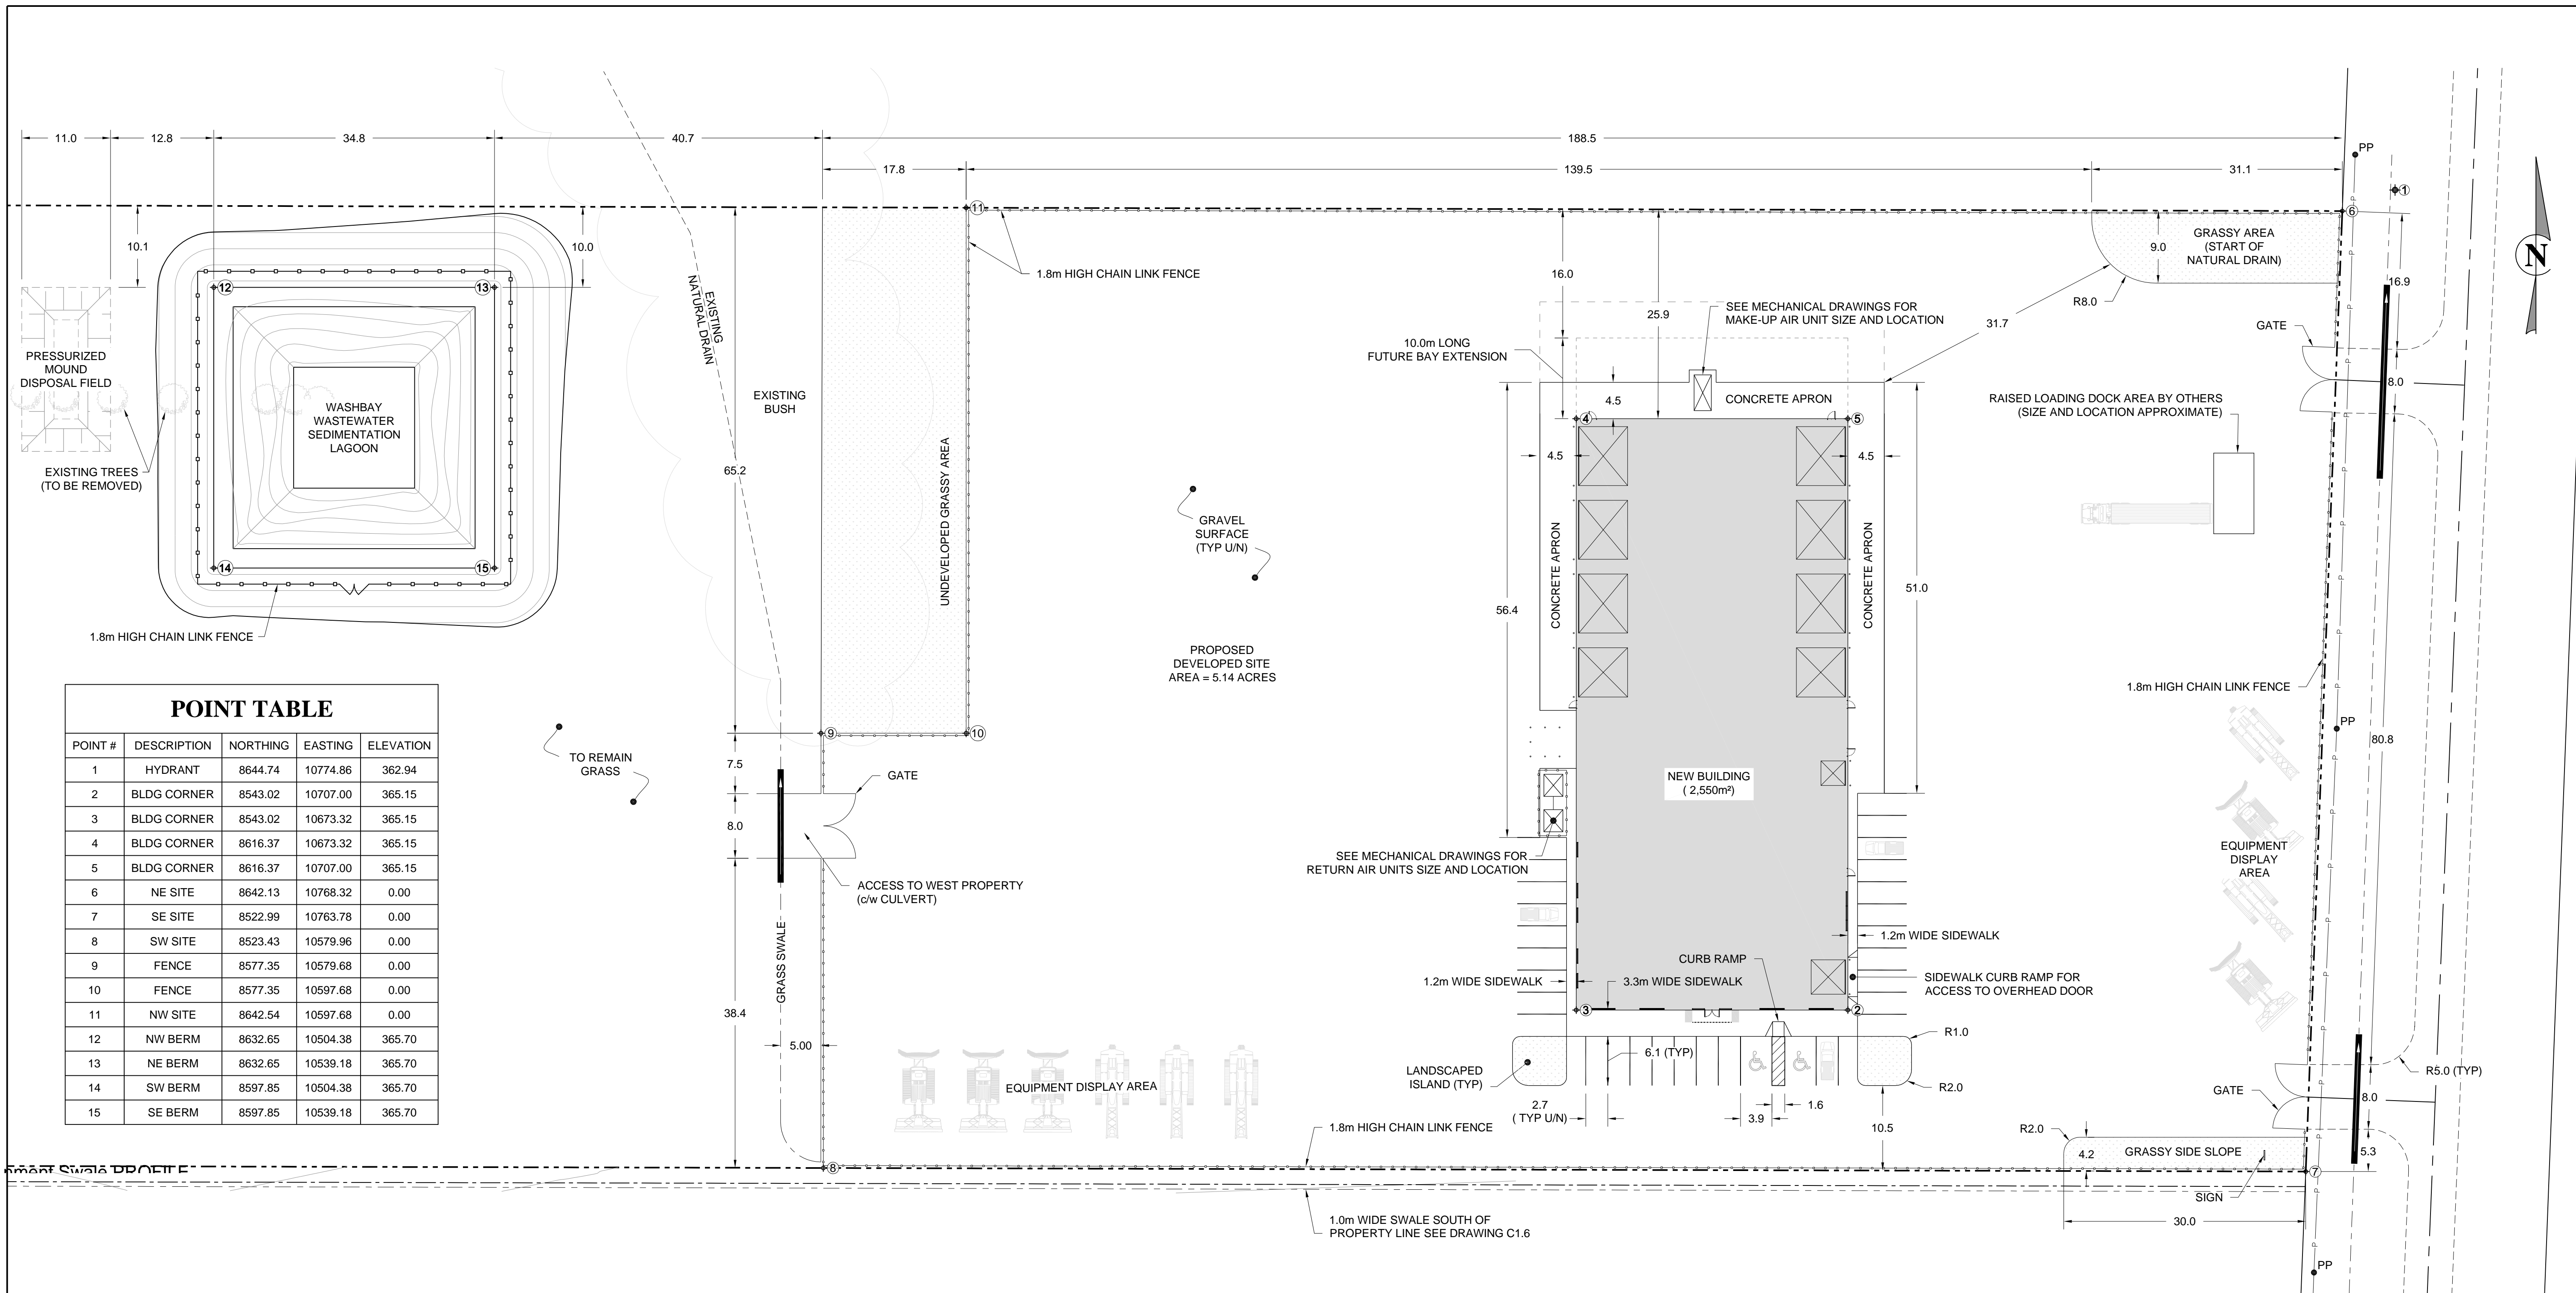 11.0
12.8
34.8
40.7
188.5
17.8
139.5
31.1
PP
1
11
6
10.1
10.0
1.8m HIGH CHAIN LINK FENCE
16.0
25.9
9.0
GRASSY AREA
(START OF
NATURAL DRAIN)
N
16.9
12
13
EXISTING
NATURAL DRAIN
SEE MECHANICAL DRAWINGS FOR
MAKE-UP AIR UNIT SIZE AND LOCATION
R8.0
31.7
GATE
PRESSURIZED
MOUND
DISPOSAL FIELD
10.0m LONG
FUTURE BAY EXTENSION
8.0
EXISTING
BUSH
WASHBAY
WASTEWATER
SEDIMENTATION
LAGOON
4.5
CONCRETE APRON
RAISED LOADING DOCK AREA BY OTHERS
(SIZE AND LOCATION APPROXIMATE)
4
5
EXISTING TREES
(TO BE REMOVED)
65.2
UNDEVELOPED GRASSY AREA
4.5
4.5
GRAVEL
SURFACE
(TYP U/N)
CONCRETE APRON
CONCRETE APRON
14
15
56.4
51.0
1.8m HIGH CHAIN LINK FENCE
PROPOSED
DEVELOPED SITE
AREA = 5.14 ACRES
1.8m HIGH CHAIN LINK FENCE
PP
80.8
9
10
POINT TABLE
POINT # DESCRIPTION NORTHING EASTING ELEVATION
1 HYDRANT 8644.74 10774.86 362.94
2 BLDG CORNER 8543.02 10707.00 365.15
3 BLDG CORNER 8543.02 10673.32 365.15
4 BLDG CORNER 8616.37 10673.32 365.15
5 BLDG CORNER 8616.37 10707.00 365.15
6 NE SITE 8642.13 10768.32 0.00
7 SE SITE 8522.99 10763.78 0.00
8 SW SITE 8523.43 10579.96 0.00
9 FENCE 8577.35 10579.68 0.00
10 FENCE 8577.35 10597.68 0.00
11 NW SITE 8642.54 10597.68 0.00
12 NW BERM 8632.65 10504.38 365.70
13 NE BERM 8632.65 10539.18 365.70
14 SW BERM 8597.85 10504.38 365.70
15 SE BERM 8597.85 10539.18 365.70
TO REMAIN
GRASS
7.5
GATE
8.0
NEW BUILDING
( 2,550m²)
SEE MECHANICAL DRAWINGS FOR
RETURN AIR UNITS SIZE AND LOCATION
EQUIPMENT
DISPLAY
AREA
ACCESS TO WEST PROPERTY
(c/w CULVERT)
GRASS SWALE
1.2m WIDE SIDEWALK
CURB RAMP
1.2m WIDE SIDEWALK
3.3m WIDE SIDEWALK
SIDEWALK CURB RAMP FOR
ACCESS TO OVERHEAD DOOR
38.4
3
2
5.00
R1.0
6.1 (TYP)
LANDSCAPED
ISLAND (TYP)
EQUIPMENT DISPLAY AREA
R2.0
R5.0 (TYP)
GATE
8.0
2.7
( TYP U/N)
3.9
1.6
1.8m HIGH CHAIN LINK FENCE
10.5
R2.0
4.2
GRASSY SIDE SLOPE
5.3
nment Swale PROFILE
8
7
SIGN
30.0
1.0m WIDE SWALE SOUTH OF
PROPERTY LINE SEE DRAWING C1.6
PP